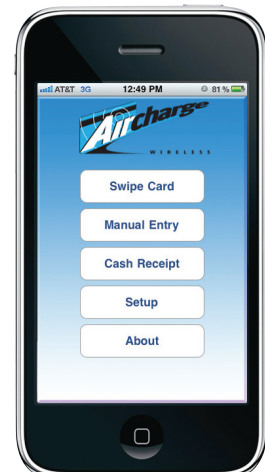 AT&T 3G 12:49 PM 81%
Aircharge
WIRELESS
Swipe Card
Manual Entry
Cash Receipt
Setup
About